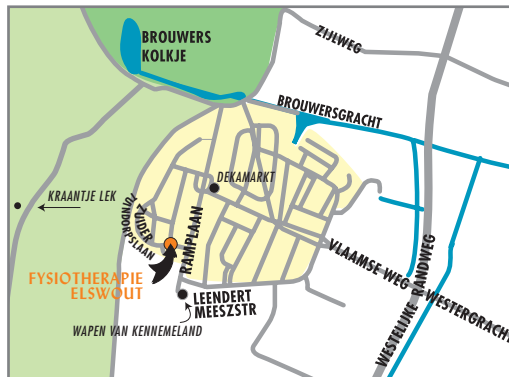 BROUWERS
KOLKJE
ZIJLWEG
BROUWERSGRACHT
DEKAMARKT
KRAANTJE LEK
ZUIDER
TUINDORPSLAAN
RAMPLAAN
FYSIOTHERAPIE
ELSWOUT
VLAAMSE WEG
WESTERGRACHT
WESTELIJKE RANDWEG
LEENDERT
MEESZSTR
WAPEN VAN KENNEMELAND